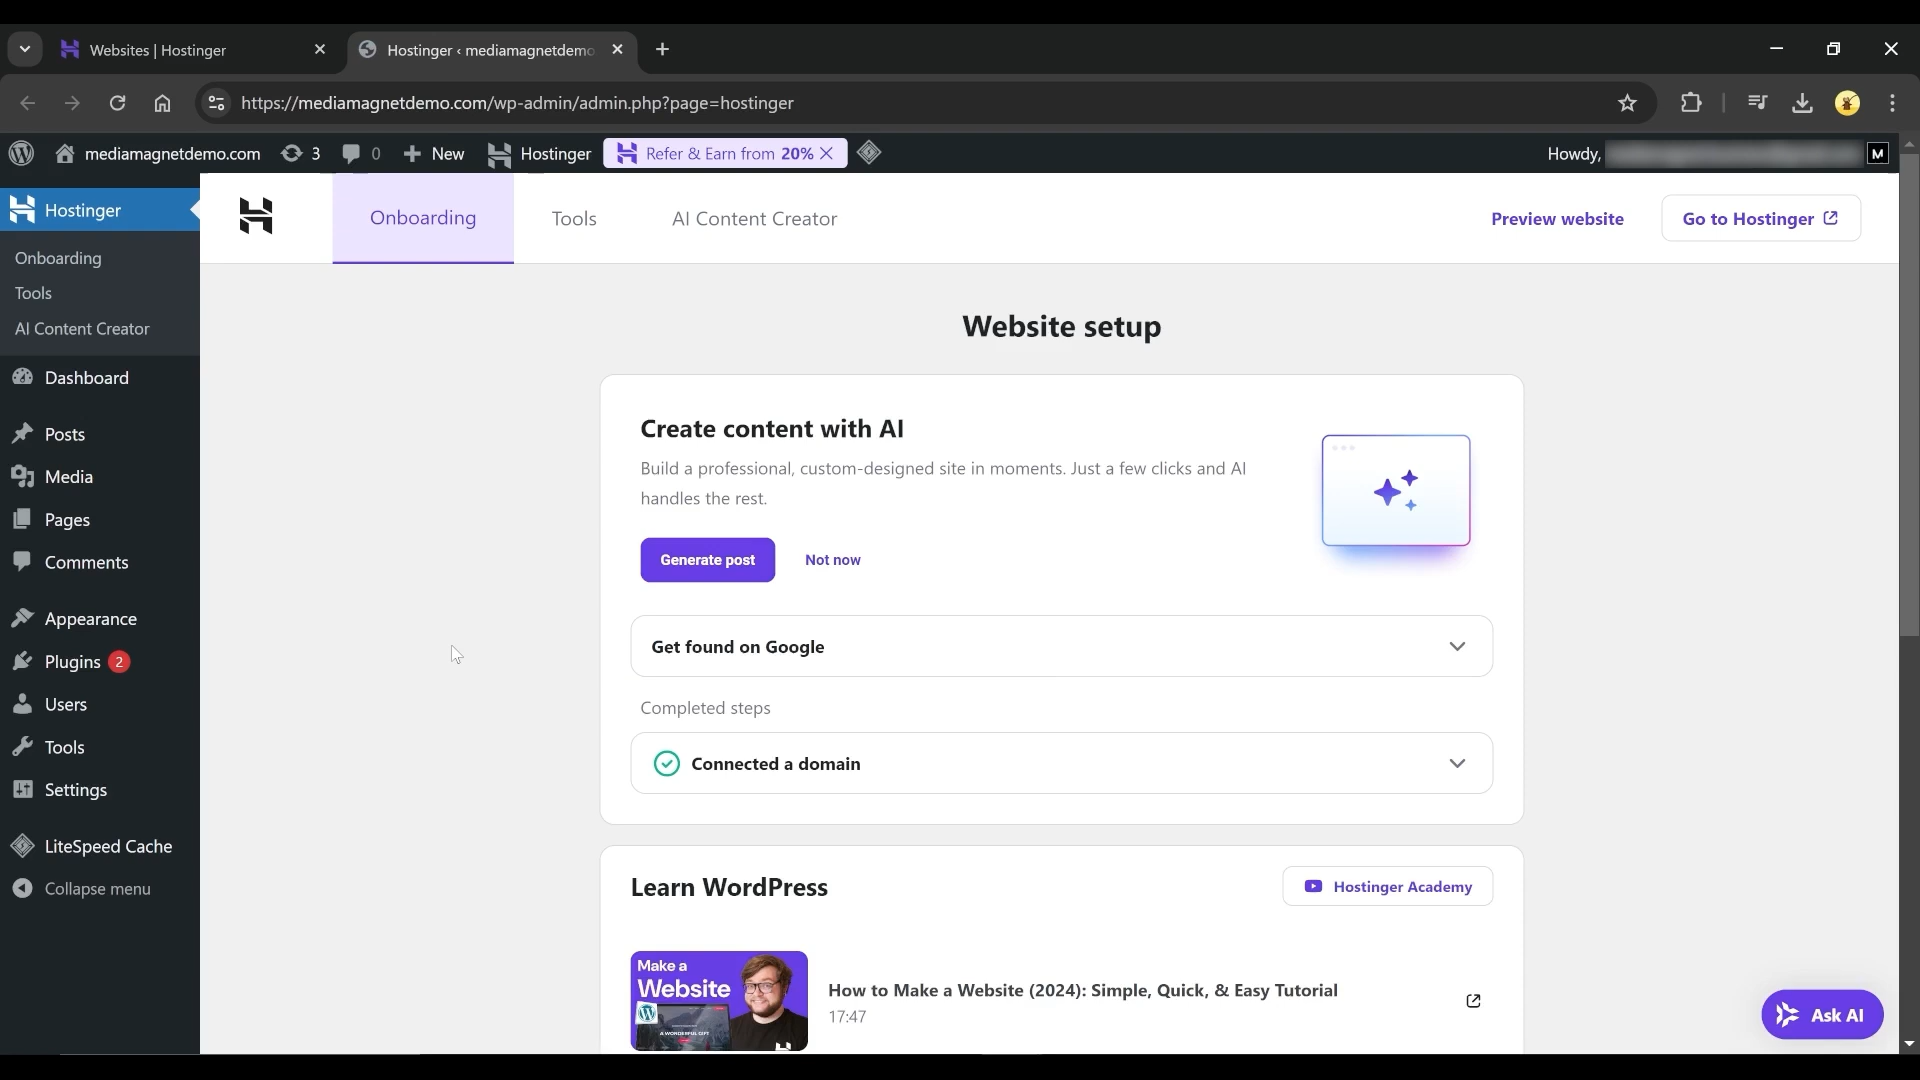 Websites | Hostinger
Hostinger ‹ mediamagnetdemo
https://mediamagnetdemo.com/wp-admin/admin.php?page=hostinger
mediamagnetdemo.com
3
0
New
Hostinger
Refer & Earn from 20%
Howdy,
M
Hostinger
Onboarding
Tools
AI Content Creator
Dashboard
Posts
Media
Pages
Comments
Appearance
Plugins 2
Users
Tools
Settings
LiteSpeed Cache
Collapse menu
Onboarding
Tools
AI Content Creator
Preview website
Go to Hostinger
Website setup
Create content with AI
Build a professional, custom-designed site in moments. Just a few clicks and AI
handles the rest.
Generate post
Not now
Get found on Google
Completed steps
Connected a domain
Learn WordPress
Hostinger Academy
Make a
Website
A WONDERFUL GIFT
How to Make a Website (2024): Simple, Quick, & Easy Tutorial
17:47
Ask AI